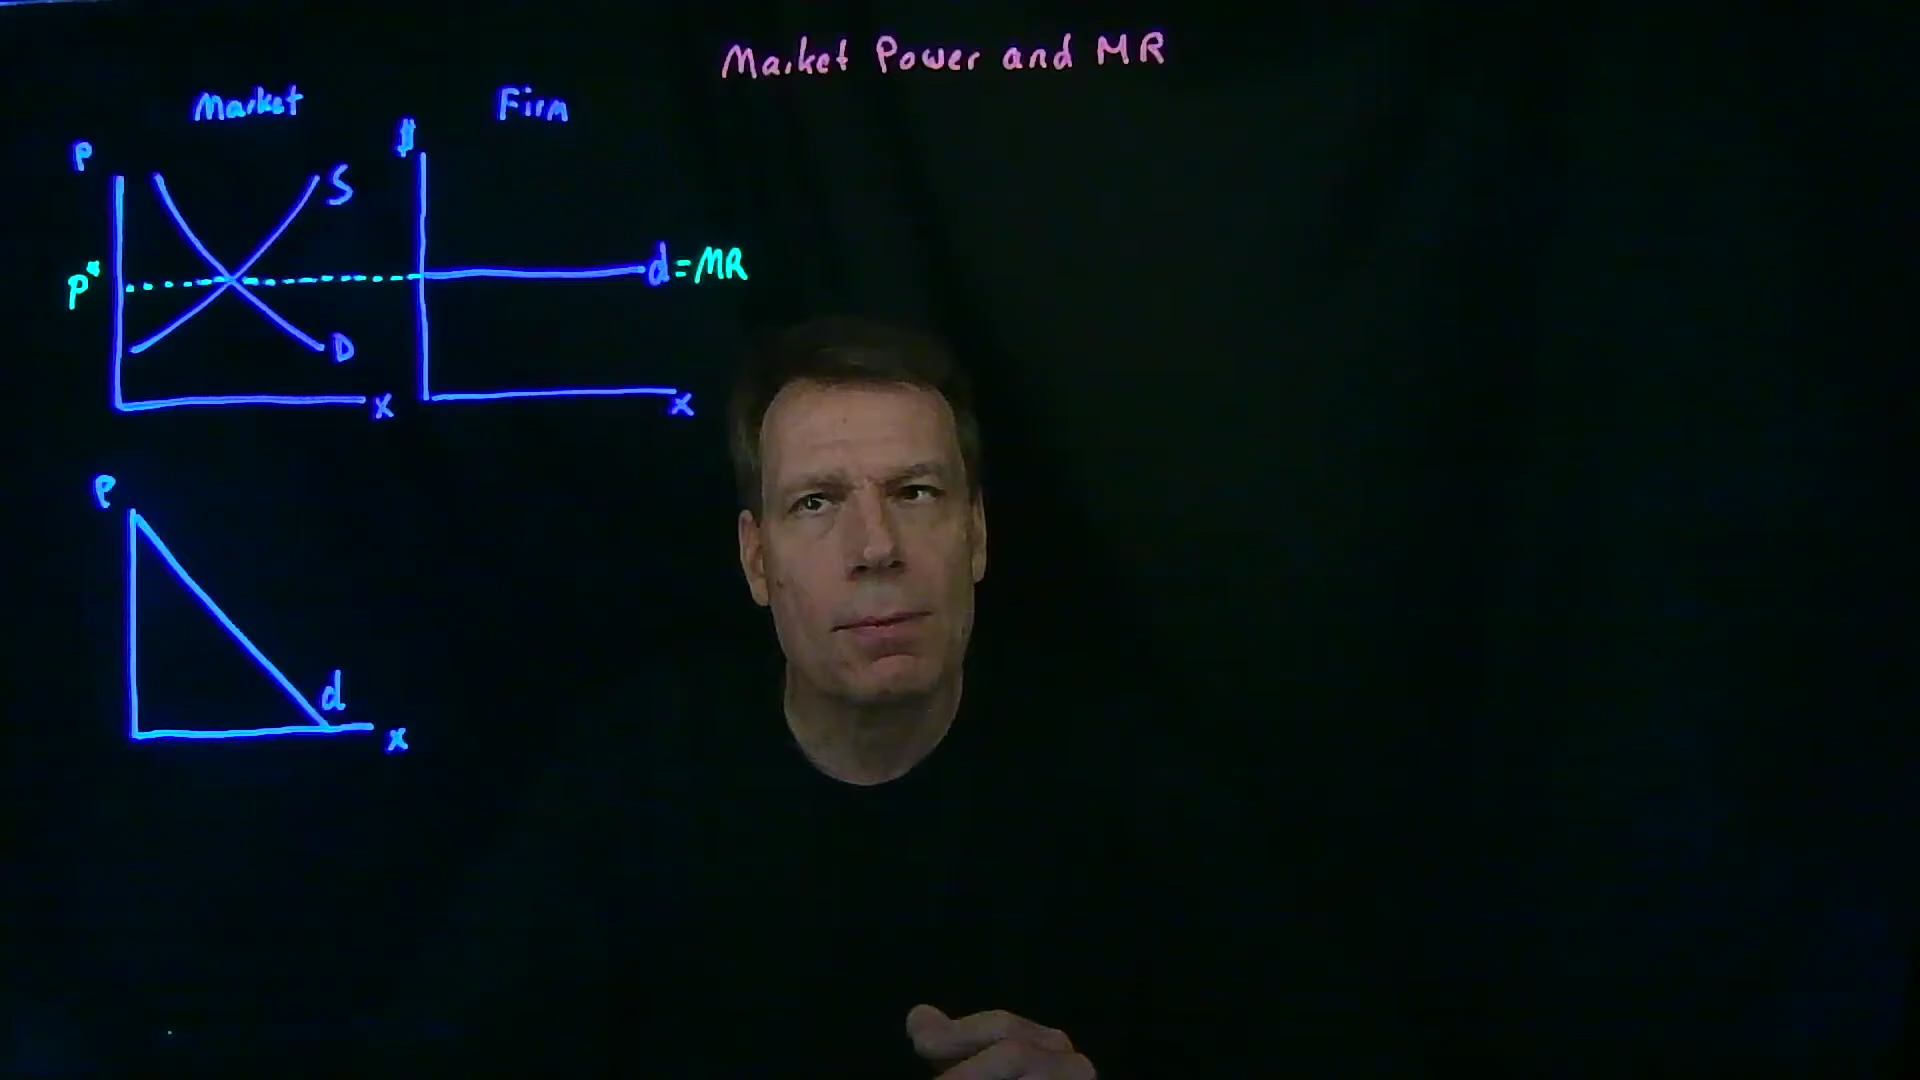 Market Power and MR
Market
Firm
P
$
S
P*
d=MR
D
x
x
P
d
x